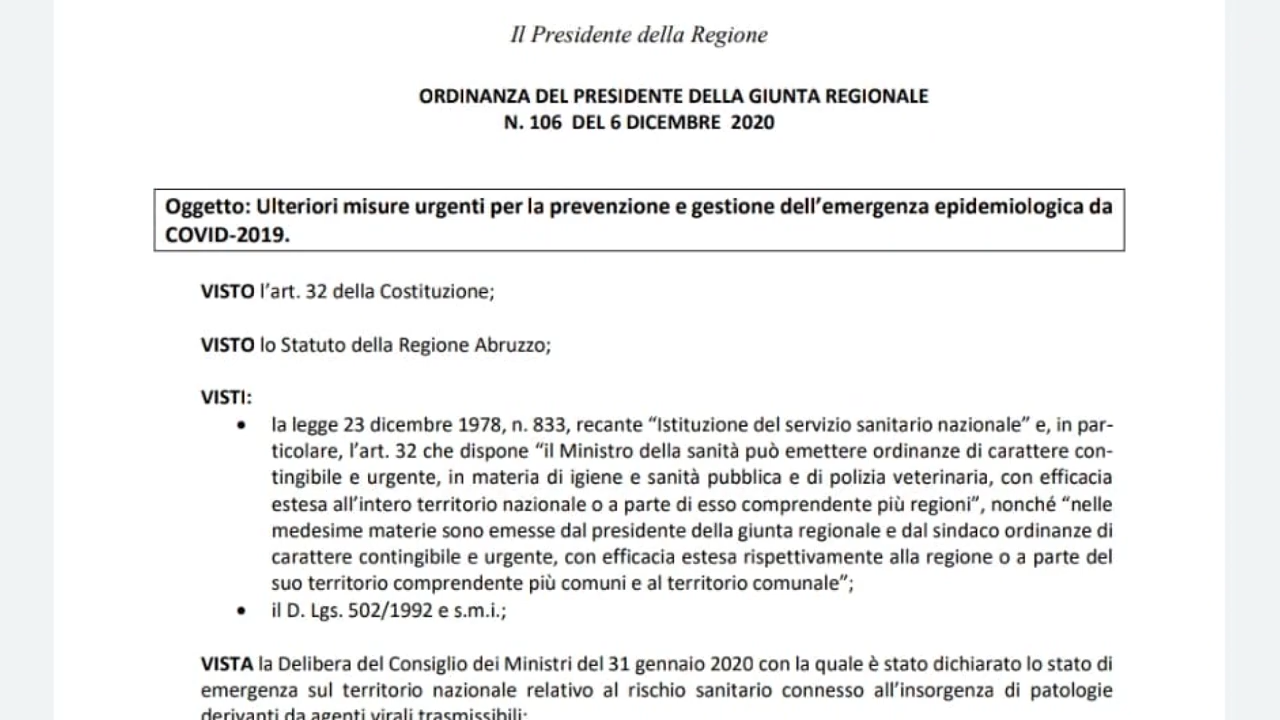 Il Presidente della Regione
ORDINANZA DEL PRESIDENTE DELLA GIUNTA REGIONALE
N. 106 DEL 6 DICEMBRE 2020
Oggetto: Ulteriori misure urgenti per la prevenzione e gestione dell'emergenza epidemiologica da
COVID-2019.
VISTO l'art. 32 della Costituzione;
VISTO lo Statuto della Regione Abruzzo;
VISTI:
• la legge 23 dicembre 1978, n. 833, recante “Istituzione del servizio sanitario nazionale” e, in par-
ticolare, l'art. 32 che dispone “il Ministro della sanità può emettere ordinanze di carattere con-
tingibile e urgente, in materia di igiene e sanità pubblica e di polizia veterinaria, con efficacia
estesa all'intero territorio nazionale o a parte di esso comprendente più regioni”, nonché “nelle
medesime materie sono emesse dal presidente della giunta regionale e dal sindaco ordinanze di
carattere contingibile e urgente, con efficacia estesa rispettivamente alla regione o a parte del
suo territorio comprendente più comuni e al territorio comunale”;
• il D. Lgs. 502/1992 e s.m.i.;
VISTA la Delibera del Consiglio dei Ministri del 31 gennaio 2020 con la quale è stato dichiarato lo stato di
emergenza sul territorio nazionale relativo al rischio sanitario connesso all'insorgenza di patologie
derivanti da agenti virali trasmissibili;